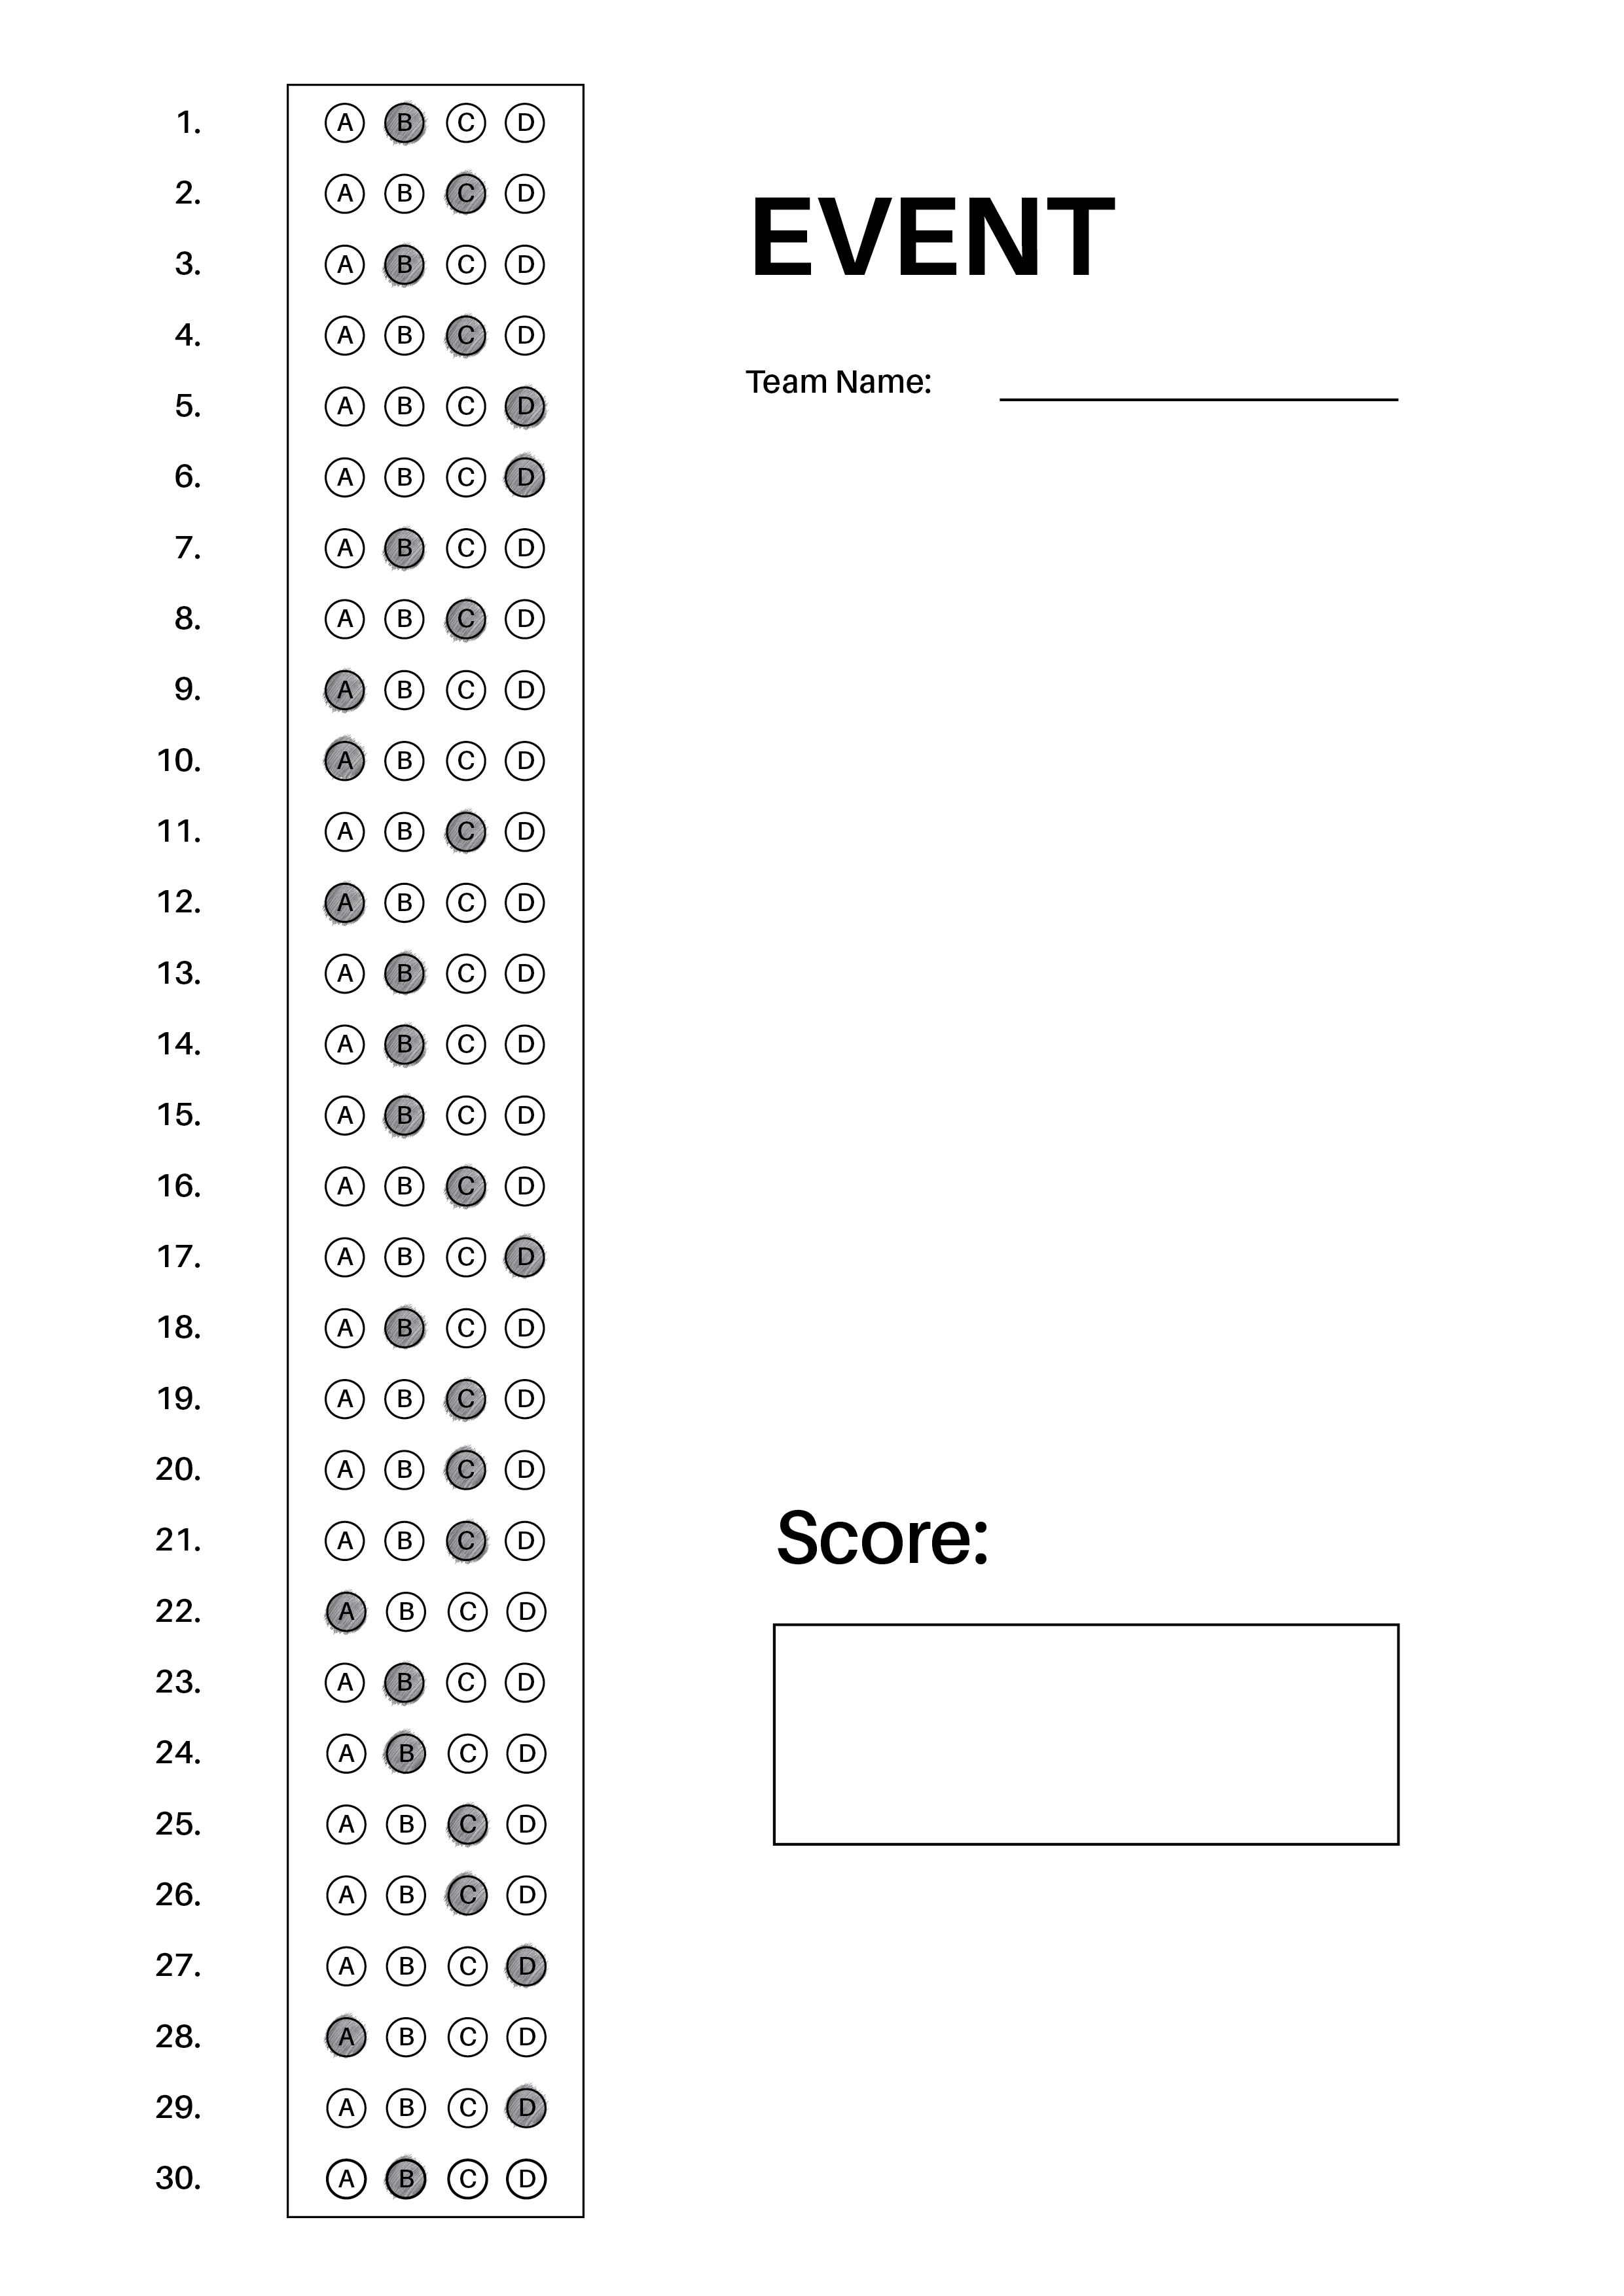 1. A B C D
2. A B C D
EVENT
3. A B C D
4. A B C D
Team Name:
5. A B C D
6. A B C D
7. A B C D
8. A B C D
9. A B C D
10. A B C D
11. A B C D
12. A B C D
13. A B C D
14. A B C D
15. A B C D
16. A B C D
17. A B C D
18. A B C D
19. A B C D
20. A B C D
21. A B C D
Score:
22. A B C D
23. A B C D
24. A B C D
25. A B C D
26. A B C D
27. A B C D
28. A B C D
29. A B C D
30. A B C D